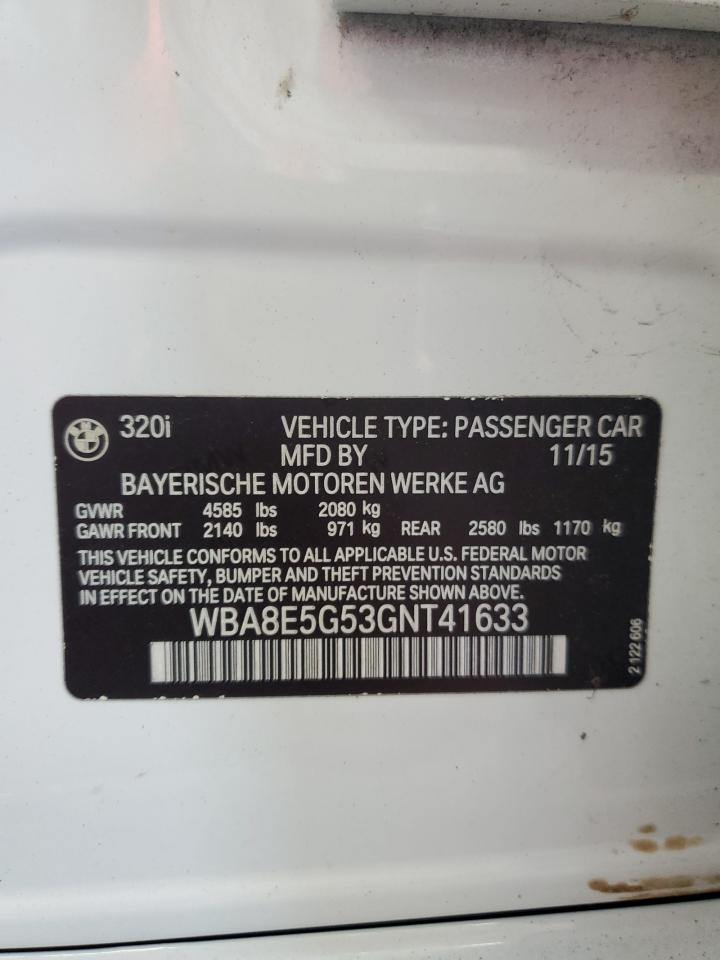 320i VEHICLE TYPE: PASSENGER CAR
MFD BY 11/15
BAYERISCHE MOTOREN WERKE AG
GVWR 4585 lbs 2080 kg
GAWR FRONT 2140 lbs 971 kg REAR 2580 lbs 1170 kg
THIS VEHICLE CONFORMS TO ALL APPLICABLE U.S. FEDERAL MOTOR
VEHICLE SAFETY, BUMPER AND THEFT PREVENTION STANDARDS
IN EFFECT ON THE DATE OF MANUFACTURE SHOWN ABOVE.
WBA8E5G53GNT41633
2 122 606